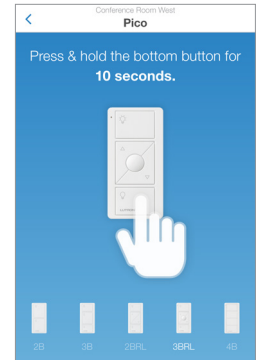 Conference Room West
Pico
Press & hold the bottom button for
10 seconds.
2B
3B
2BRL
3BRL
4B